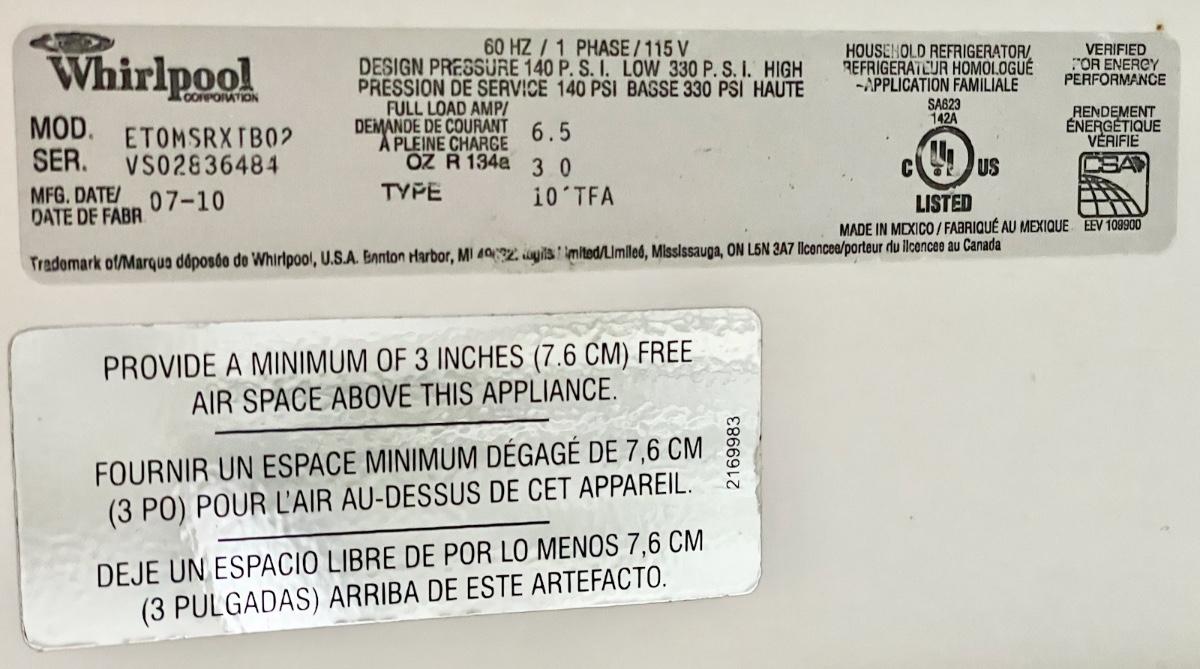 Whirlpool
CORPORATION
MOD. ET0MSRXTB02
SER. VS02836484
MFG. DATE/ 07-10
DATE DE FABR
60 HZ / 1 PHASE / 115 V
DESIGN PRESSURE 140 P. S. I. LOW 330 P. S. I. HIGH
PRESSION DE SERVICE 140 PSI BASSE 330 PSI HAUTE
FULL LOAD AMP/
DEMANDE DE COURANT 6.5
A PLEINE CHARGE
OZ R 134a 3 0
TYPE 10 TFA
HOUSEHOLD REFRIGERATOR/
REFRIGERATEUR HOMOLOGUÉ
-APPLICATION FAMILIALE
SA623
142A
C UL US
LISTED
MADE IN MEXICO / FABRIQUÉ AU MEXIQUE
VERIFIED
FOR ENERGY
PERFORMANCE
RENDEMENT
ÉNERGÉTIQUE
VÉRIFIE
CSA
EEV 109900
Trademark of/Marque déposée de Whirlpool, U.S.A. Benton Harbor, MI Limited/Limiteé, Mississauga, ON L5N 3A7 licencee/porteur du licencee au Canada
PROVIDE A MINIMUM OF 3 INCHES (7.6 CM) FREE
AIR SPACE ABOVE THIS APPLIANCE.
FOURNIR UN ESPACE MINIMUM DÉGAGÉ DE 7,6 CM
(3 PO) POUR L'AIR AU-DESSUS DE CET APPAREIL.
DEJE UN ESPACIO LIBRE DE POR LO MENOS 7,6 CM
(3 PULGADAS) ARRIBA DE ESTE ARTEFACTO.
2169983